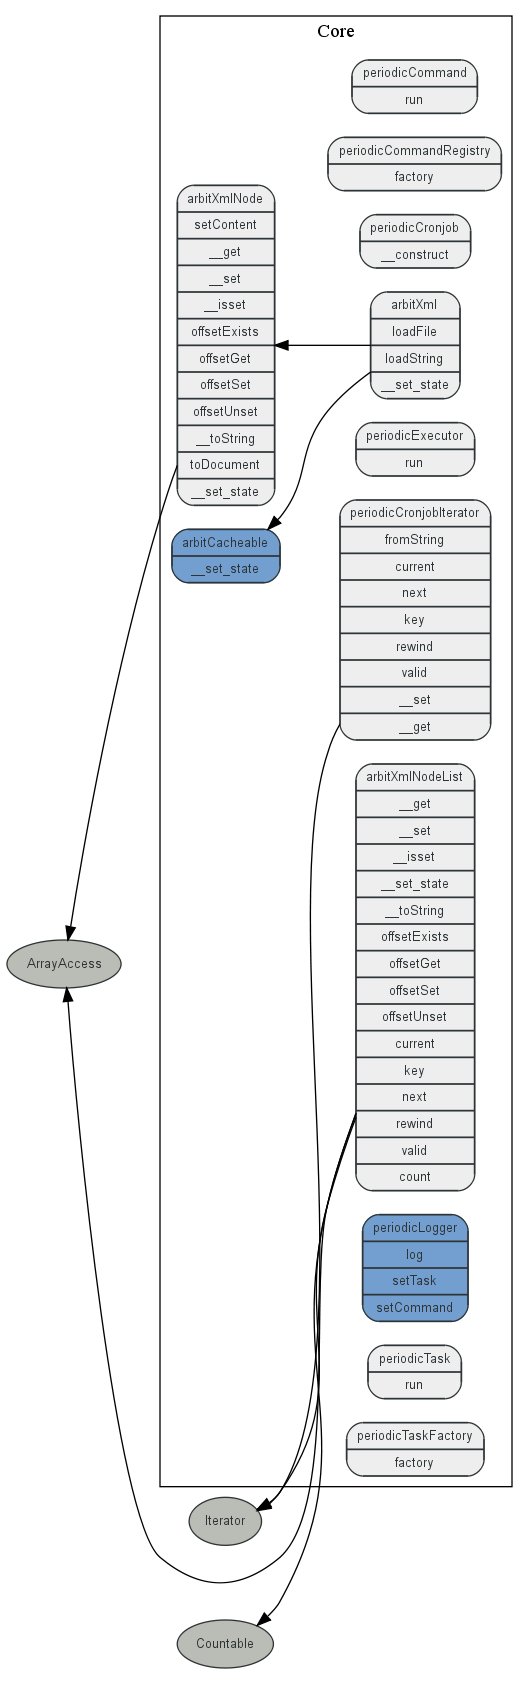 Core
periodicCommand
run
periodicCommandRegistry
factory
arbitXmlNode
setContent
__get
__set
__isset
offsetExists
offsetGet
offsetSet
offsetUnset
__toString
toDocument
__set_state
periodicCronjob
__construct
arbitXml
loadFile
loadString
__set_state
periodicExecutor
run
arbitCacheable
__set_state
periodicCronjobIterator
fromString
current
next
key
rewind
valid
__set
__get
arbitXmlNodeList
__get
__set
__isset
__set_state
__toString
offsetExists
offsetGet
offsetSet
offsetUnset
current
key
next
rewind
valid
count
ArrayAccess
periodicLogger
log
setTask
setCommand
periodicTask
run
periodicTaskFactory
factory
Iterator
Countable